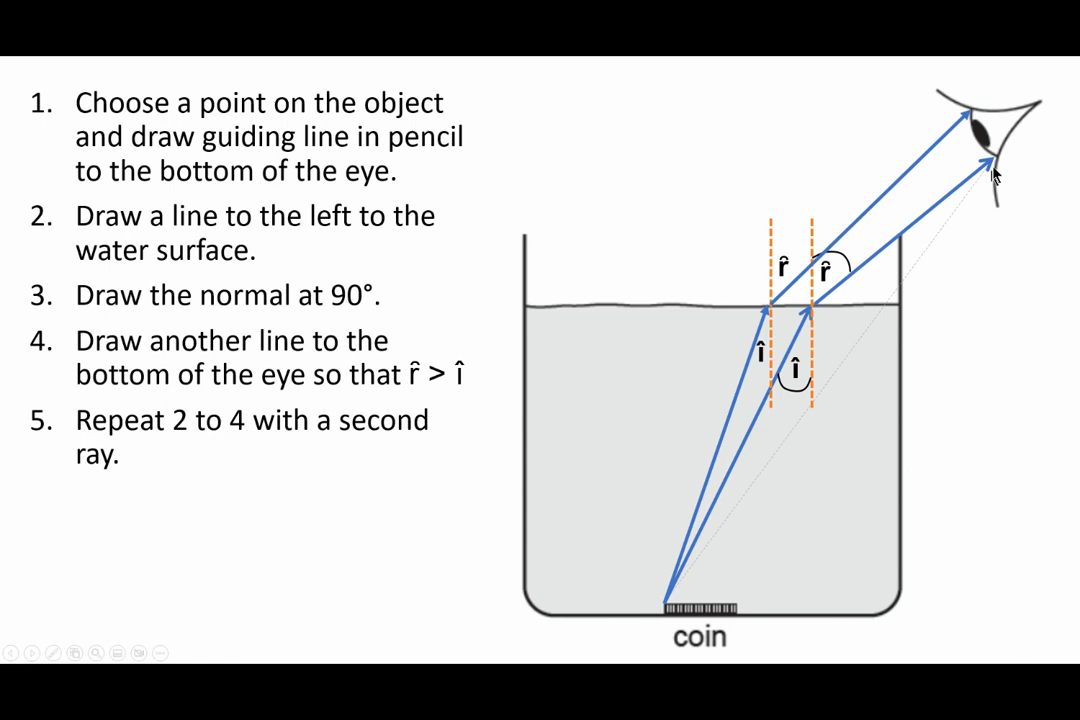 1. Choose a point on the object
and draw guiding line in pencil
to the bottom of the eye.
2. Draw a line to the left to the
water surface.
3. Draw the normal at 90°.
4. Draw another line to the
bottom of the eye so that r̂ > î
5. Repeat 2 to 4 with a second
ray.
r̂
r̂
î
î
coin